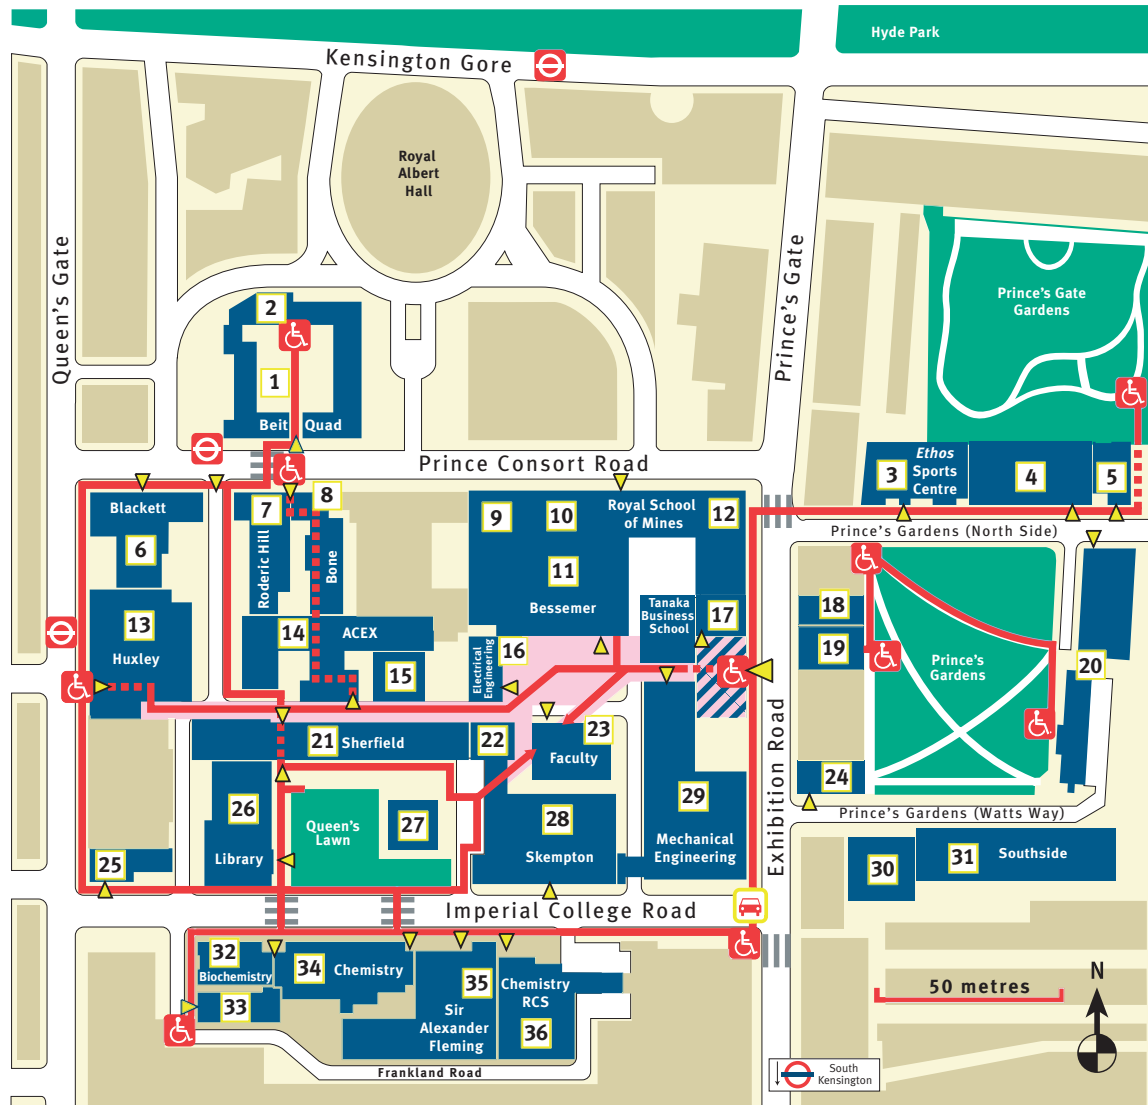 Hyde Park
Kensington Gore
Royal
Albert
Hall
Queen's Gate
Prince's Gate
Prince's Gate
Gardens
2
1
Beit Quad
Prince Consort Road
3
Ethos
Sports
Centre
4
5
Prince's Gardens (North Side)
Blackett
6
7
8
Roderic Hill
Bone
9
10
Royal School
of Mines
12
11
Bessemer
13
Huxley
14
ACEX
15
16
Electrical
Engineering
Tanaka
Business
School
17
18
19
Prince's
Gardens
20
21
Sherfield
22
23
Faculty
24
Prince's Gardens (Watts Way)
25
26
Library
Queen's
Lawn
27
28
Skempton
29
Mechanical
Engineering
Exhibition Road
30
31
Southside
Imperial College Road
32
Biochemistry
33
34
Chemistry
35
Sir
Alexander
Fleming
Chemistry
RCS
36
Frankland Road
50 metres
N
South
Kensington